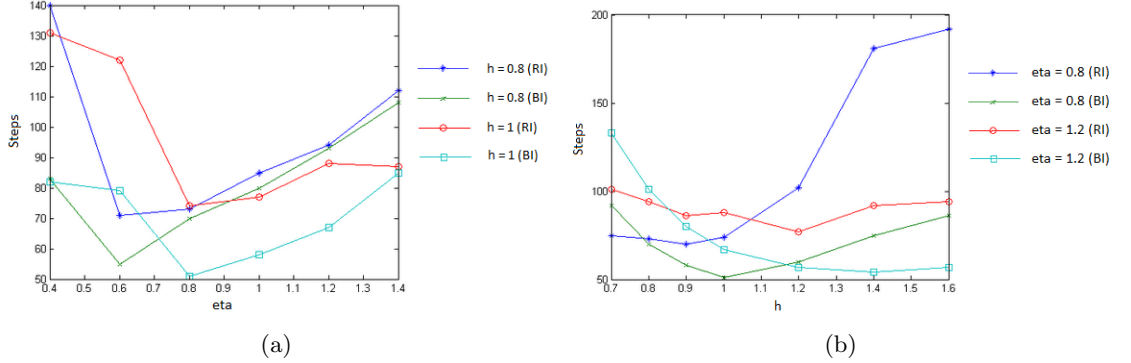 140
130
120
110
100
90
80
70
60
50
Steps
0.4 0.5 0.6 0.7 0.8 0.9 1 1.1 1.2 1.3 1.4
eta
h = 0.8 (RI)
h = 0.8 (BI)
h = 1 (RI)
h = 1 (BI)
(a)
200
150
100
50
Steps
0.7 0.8 0.9 1 1.1 1.2 1.3 1.4 1.5 1.6
h
eta = 0.8 (RI)
eta = 0.8 (BI)
eta = 1.2 (RI)
eta = 1.2 (BI)
(b)